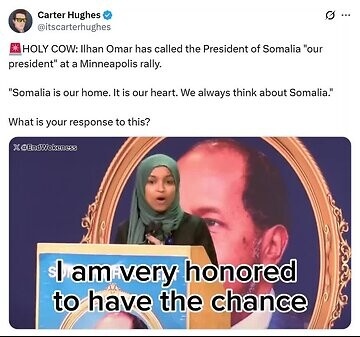 Carter Hughes
@itscarterhughes
🚨HOLY COW: Ilhan Omar has called the President of Somalia "our
president" at a Minneapolis rally.
"Somalia is our home. It is our heart. We always think about Somalia."
What is your response to this?
X @EndWokeness
I am very honored
to have the chance